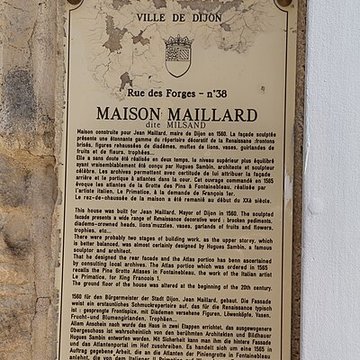 VILLE DE DIJON
Rue des Forges - n°38
MAISON MAILLARD
dite MILSAND
Maison construite pour Jean Maillard, maire de Dijon en 1560. La façade sculptée
présente une étonnante gamme du répertoire décoratif de la Renaissance :frontons
brisés, figures rehaussées de diadèmes, mufles de lions, vases, guirlandes de
fruits et de fleurs, trophées...
Elle a sans doute été réalisée en deux temps, le niveau supérieur plus équilibré
ayant vraisemblablement été conçu par Hugues Sambin, architecte et sculpteur
célèbre. Les archives permettent avec certitude de lui attribuer la façade
arrière et le portique à atlantes dans la cour. Cet ouvrage commandé en 1565
évoque les atlantes de la Grotte des Pins à Fontainebleau, réalisés par
l'artiste italien, Le Primatice, à la demande de François 1er.
Le rez-de-chaussée de la maison a été remanié au début du XXè siècle.
This house was built for Jean Maillard, Mayor of Dijon in 1560. The sculpted
facade presents a wide range of Renaissance decorative word : broken pediments,
diadems-crowned heads, lions'muzzles, vases, garlands of fruits and flowers,
trophies, etc...
There were probably two stages of building work, as the upper storey, which
is better balanced, was almost certainly designed by Hugues Sambin, a famous
sculptor and architect.
That he designed the rear facade and the Atlas portico has been ascertained
by consulting local archives. The Atlas portico which was ordered in 1565
recalls the Pine Grotto Atlases in Fontainebleau, the work of the Italian artist
Le Primatice, for King Francois 1.
The ground floor of the house was altered at the beginning of the 20th century.
1560 für den Bürgermeister der Stadt Dijon, Jean Maillard, gebaut. Die Fassade
weist ein erstaunliches Schmuckrepertoire auf, das für die Renaissance typisch
ist : gesprengte Frontispize, mit Diademen versehene Figuren, Löwenköpfe, Vasen,
Frucht-und Blumengirlanden, Trophäen...
Allem Anschein nach wurde das Haus in zwei Etappen errichtet, das ausgewogenere
Obergeschoss ist wahrscheinlich von dem berühmten Architekten und Bildhauer
Hugues Sambin entworfen worden. Mit Sicherheit kann man ihm die hintere Fassade
und den Atlantenportal im Hof zuschreiben. Die an die sich um eine 1565 in
Auftrag gegebene Arbeit, die an die Atlanten der Piniengrotte in Fontainebleau